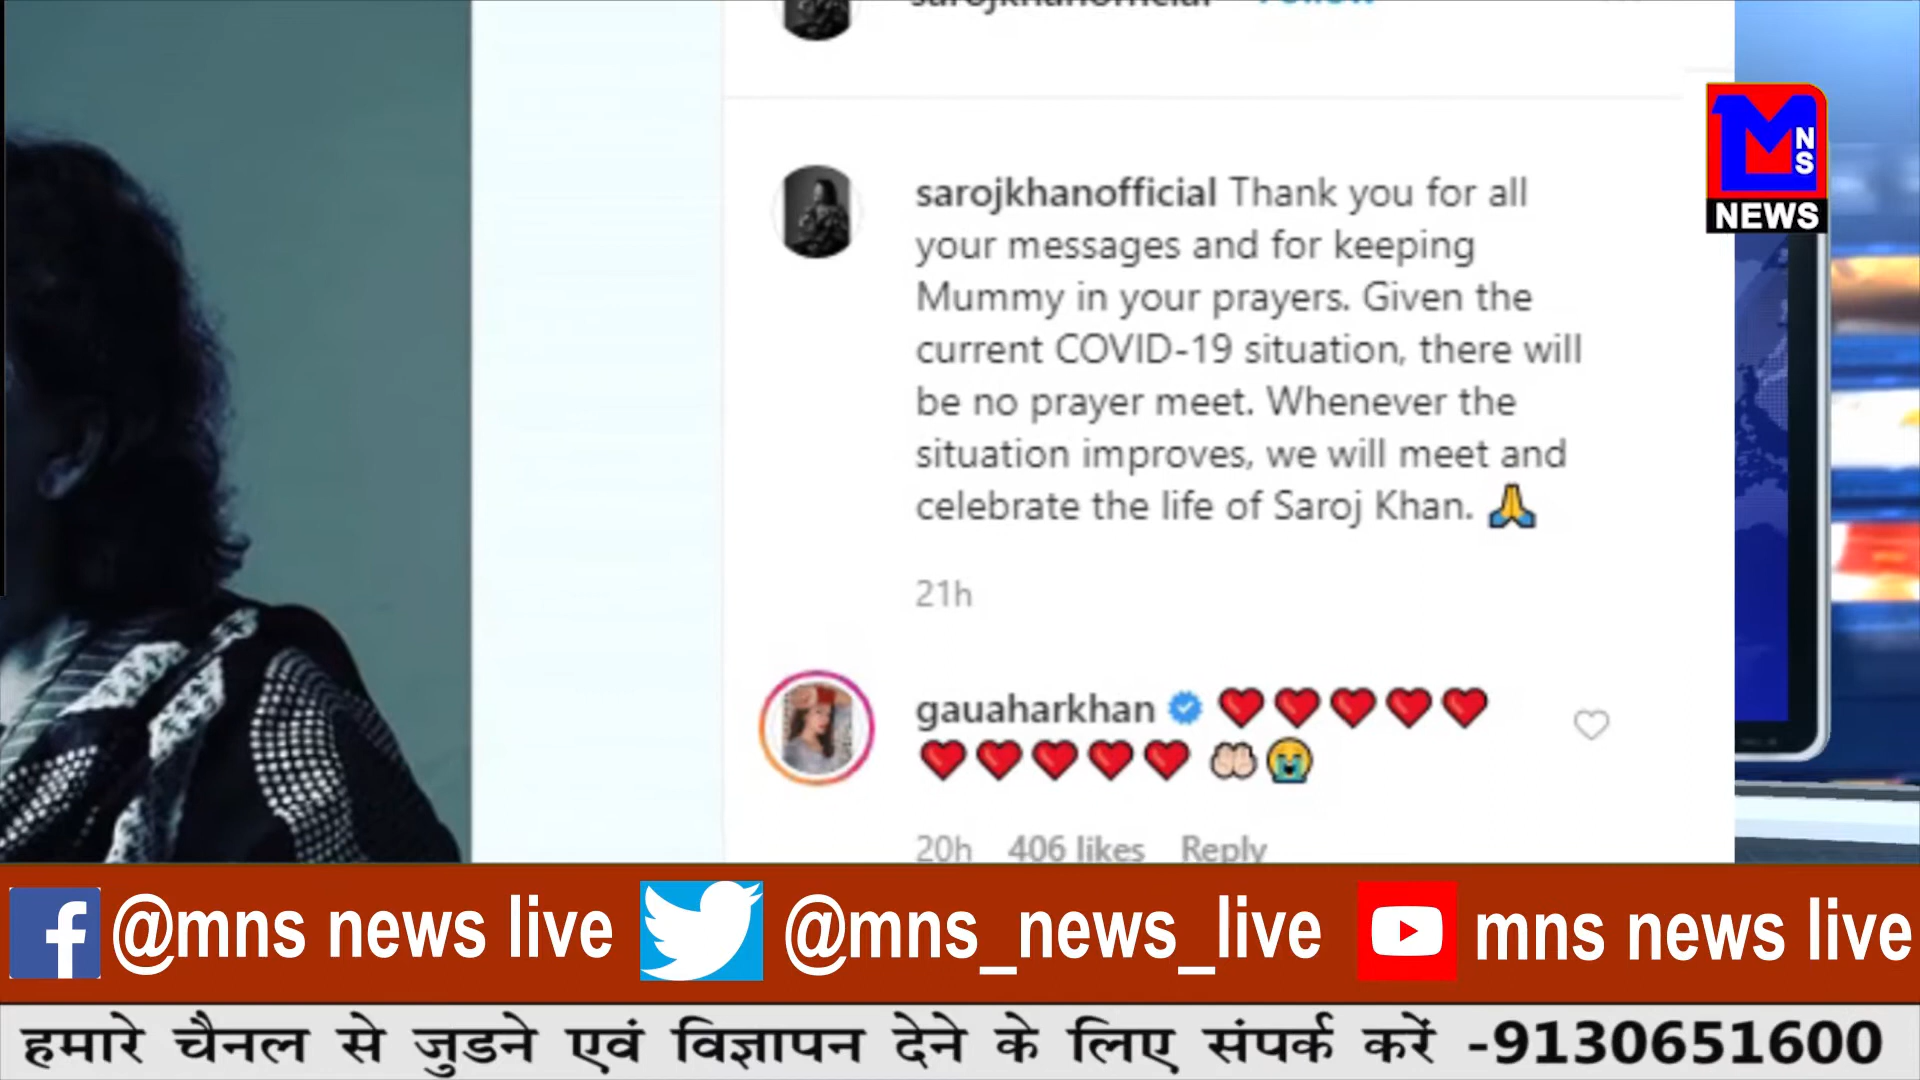 sarojkhanofficial Follow
M
NS
NEWS
sarojkhanofficial Thank you for all
your messages and for keeping
Mummy in your prayers. Given the
current COVID-19 situation, there will
be no prayer meet. Whenever the
situation improves, we will meet and
celebrate the life of Saroj Khan. 🙏
21h
gauaharkhan ❤❤❤❤❤
❤❤❤❤❤ 🤲🏻😭
20h 406 likes Reply
@mns news live @mns_news_live mns news live
हमारे चैनल से जुडने एवं विज्ञापन देने के लिए संपर्क करें -9130651600